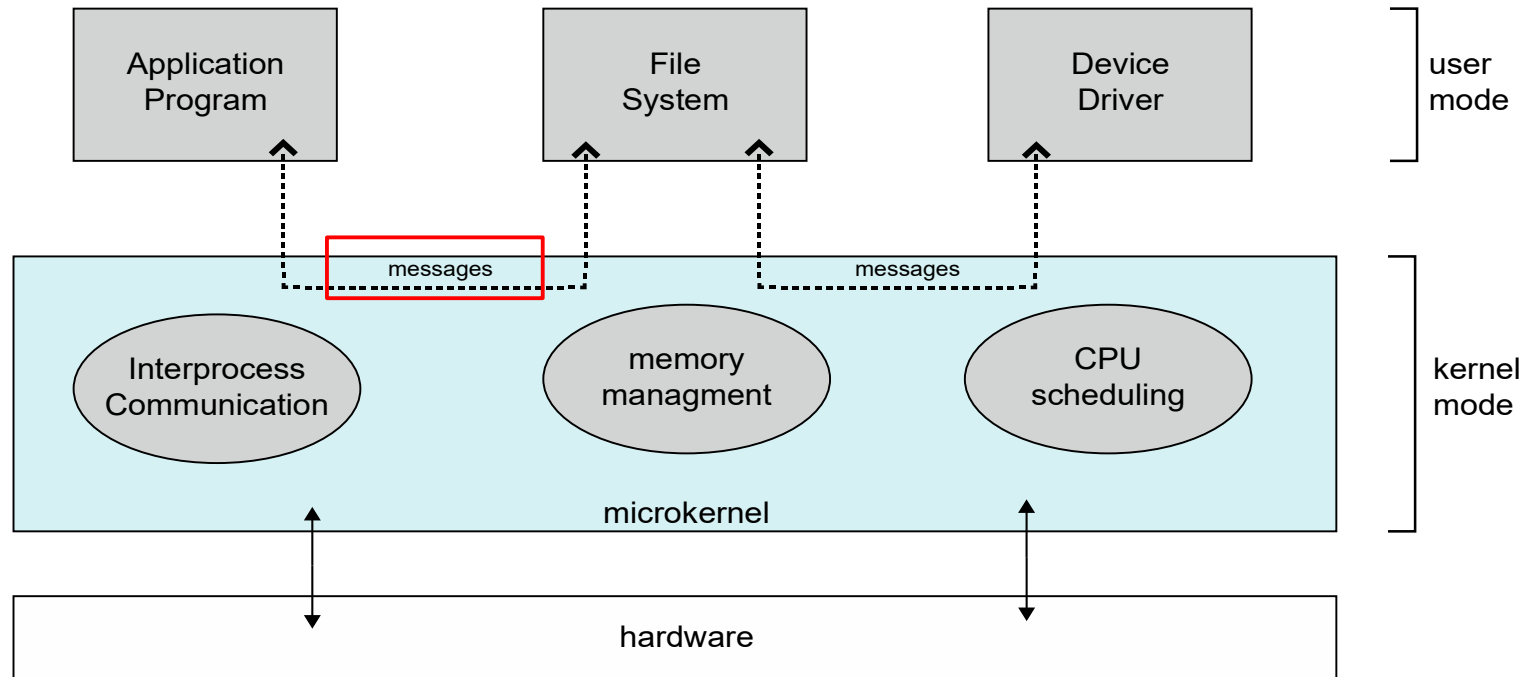 Application
Program
File
System
Device
Driver
user
mode
messages
messages
Interprocess
Communication
memory
managment
CPU
scheduling
kernel
mode
microkernel
hardware